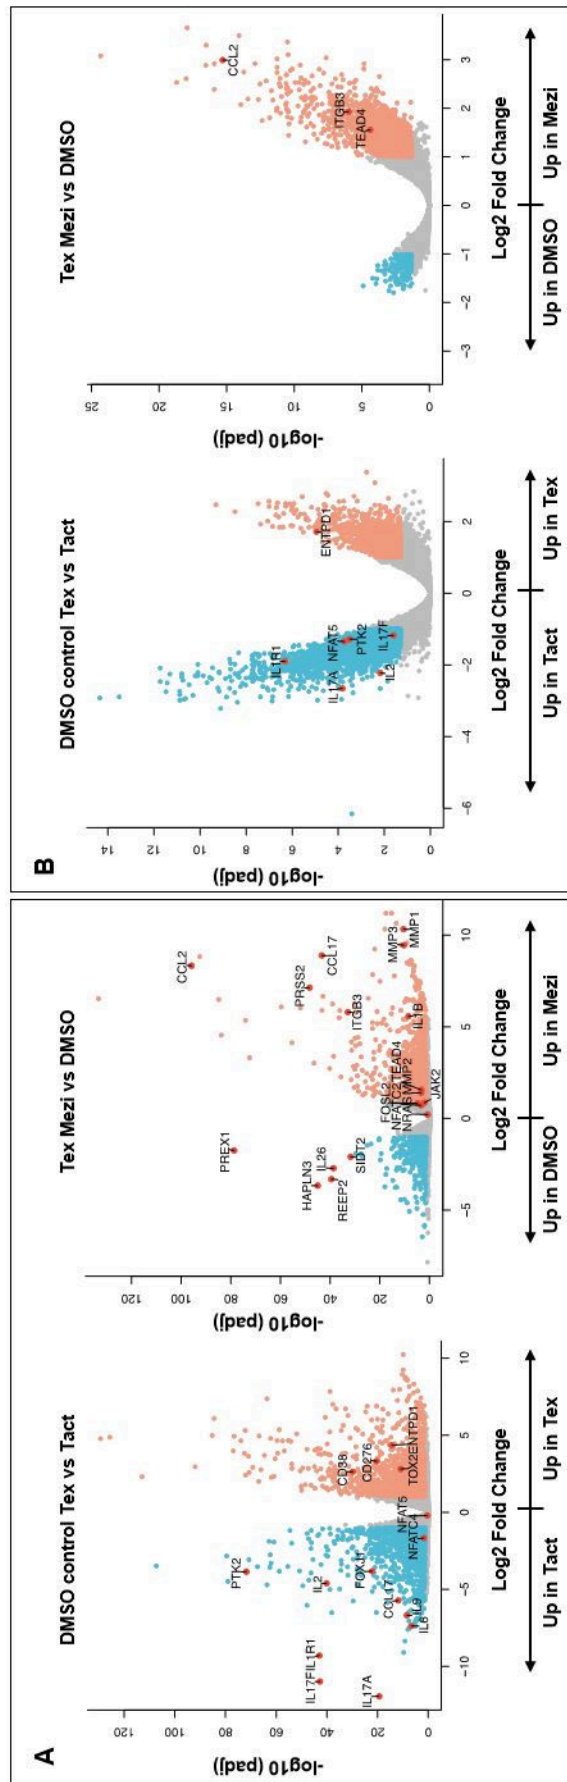 A
DMSO control Tex vs Tact
-log10 (padj)
120
100
80
60
40
20
0
PTK2
IL2
IL17F
IL1R1
IL17A
FOXJ1
CCL17
IL9
IL6
NFATC4
NFAT5
CD38
CD276
TOX2
ENTPD1
-10
-5
0
5
10
Log2 Fold Change
Up in Tact
Up in Tex
Tex Mezi vs DMSO
-log10 (padj)
120
100
80
60
40
20
0
PREX1
HAPLN3
IL26
REEP2
SIDT2
CCL2
PRSS2
CCL17
ITGB3
MMP3
MMP1
IL1B
FOSL2
NFATC2
TEAD4
NRAS
MMP2
JAK2
-5
0
5
10
Log2 Fold Change
Up in DMSO
Up in Mezi
B
DMSO control Tex vs Tact
-log10 (padj)
14
12
10
8
6
4
2
0
IL1R1
IL17A
NFAT5
PTK2
IL2
IL17F
ENTPD1
-6
-4
-2
0
2
Log2 Fold Change
Up in Tact
Up in Tex
Tex Mezi vs DMSO
-log10 (padj)
25
20
15
10
5
0
CCL2
ITGB3
TEAD4
-3
-2
-1
0
1
2
3
Log2 Fold Change
Up in DMSO
Up in Mezi